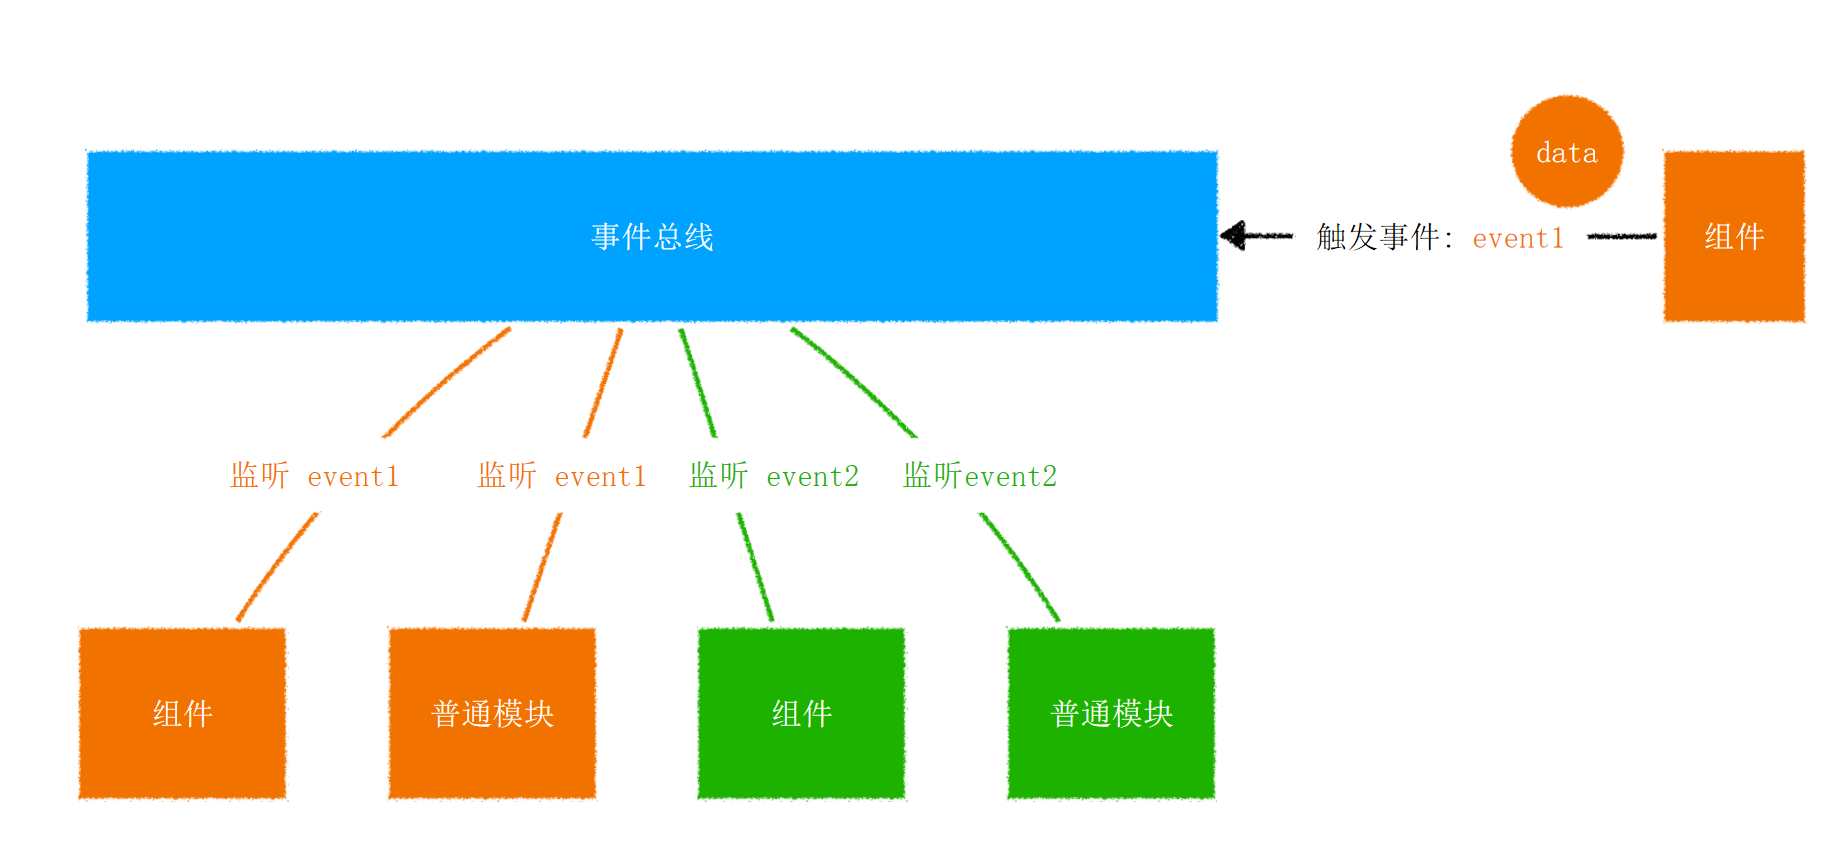 data
事件总线
触发事件: event1
组件
监听 event1
监听 event1
监听 event2
监听event2
组件
普通模块
组件
普通模块